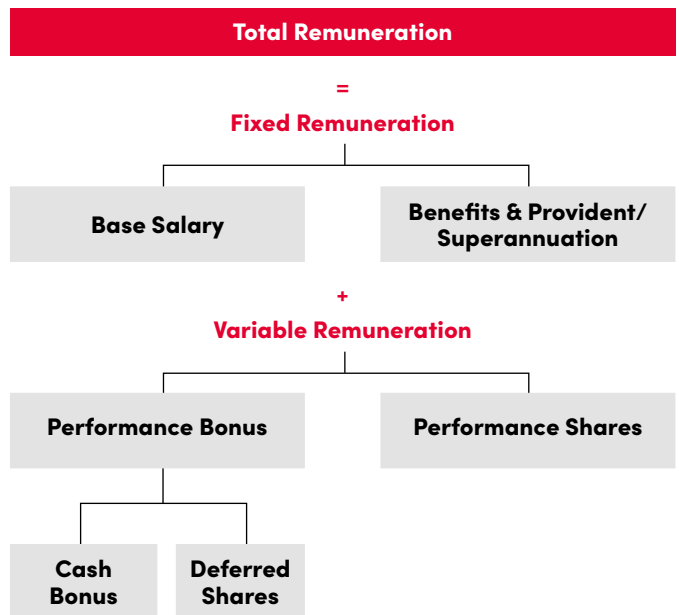 Total Remuneration
=
Fixed Remuneration
Base Salary
Benefits & Provident/
Superannuation
+
Variable Remuneration
Performance Bonus
Performance Shares
Cash
Bonus
Deferred
Shares